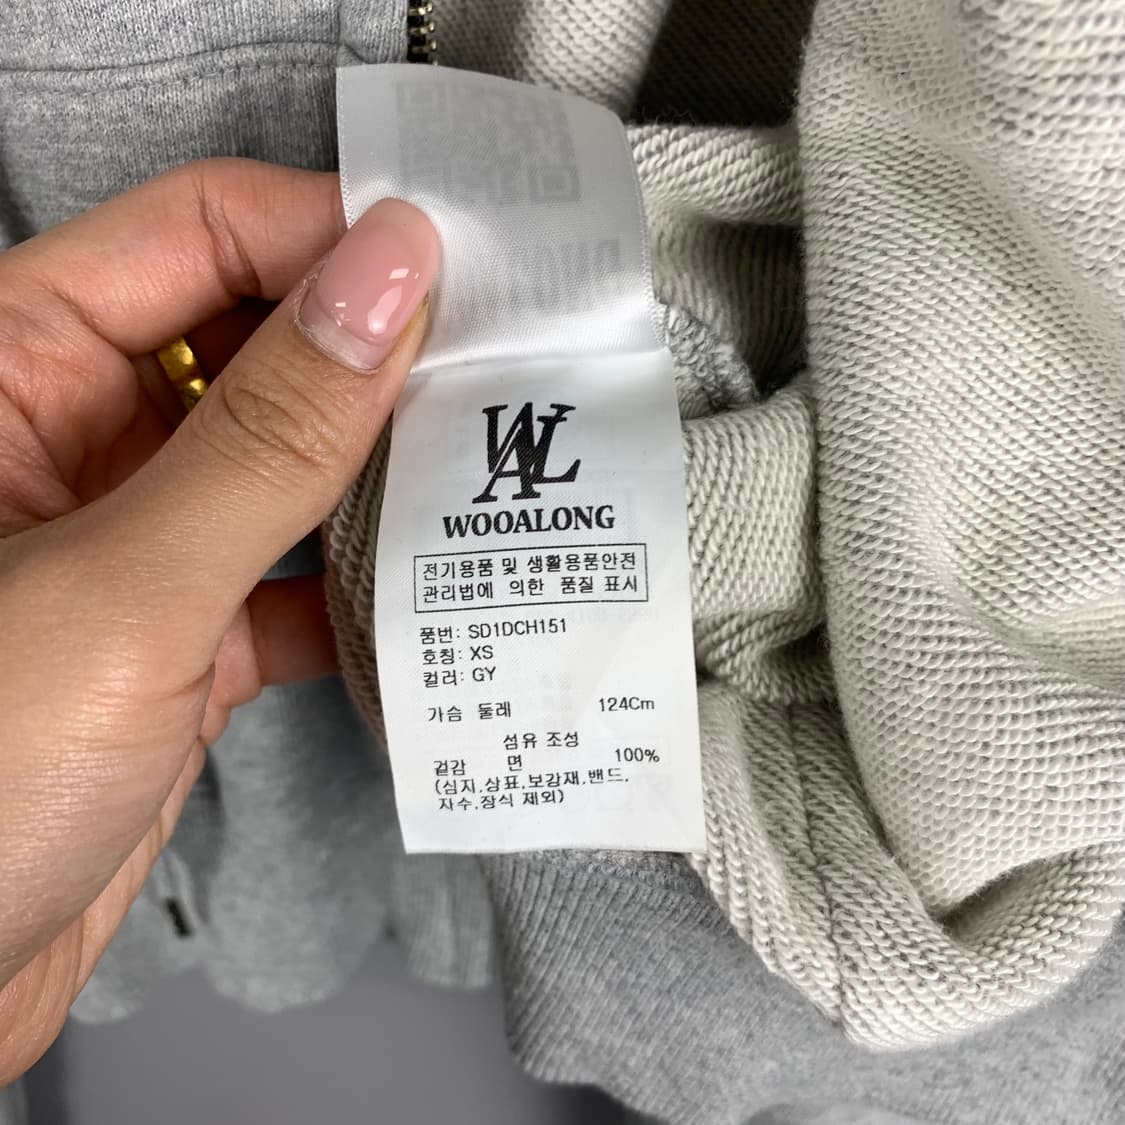 WAL
WOOALONG
전기용품 및 생활용품안전
관리법에 의한 품질 표시
품번: SD1DCH151
호칭: XS
컬러: GY
가슴 둘레 124Cm
섬유 조성
겉감 면 100%
(심지,상표,보강재,밴드,
자수,장식 제외)